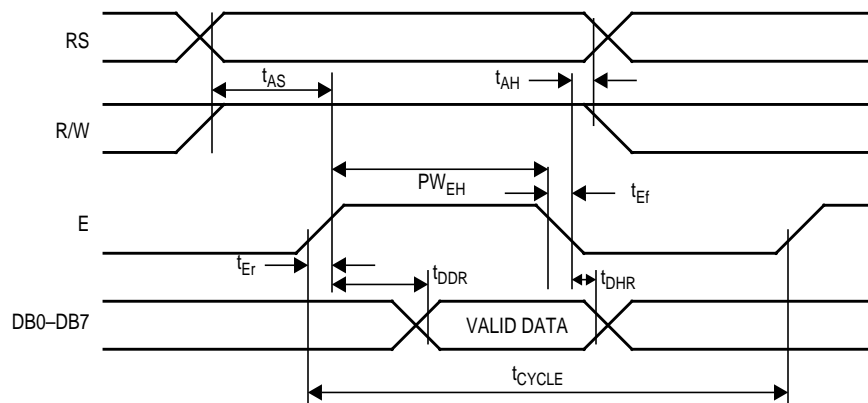 RS
tAS
tAH
R/W
PWEH
tEf
E
tEr
tDDR
tDHR
DB0–DB7
VALID DATA
tCYCLE